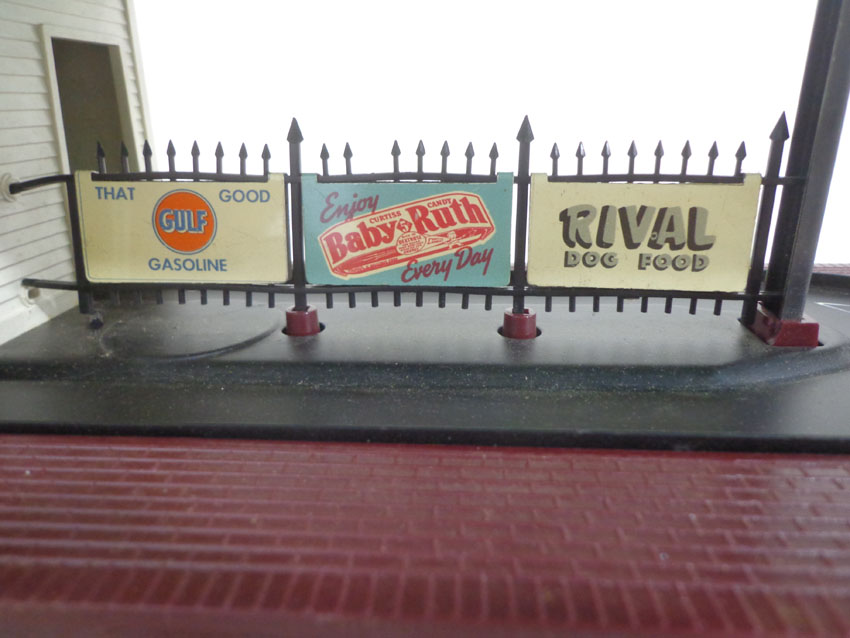 THAT GOOD
GULF
GASOLINE
Enjoy
CURTISS CANDY
Baby Ruth
Every Day
RIVAL
DOG FOOD